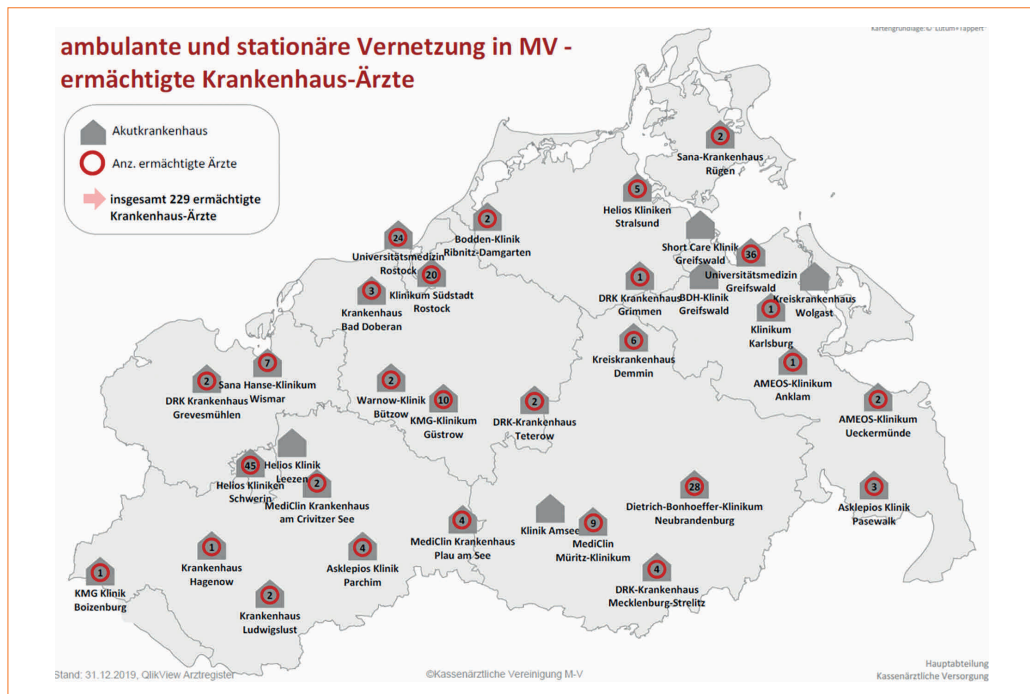 Kartengrundlage:© Lutum+Tappert
ambulante und stationäre Vernetzung in MV -
ermächtigte Krankenhaus-Ärzte
Akutkrankenhaus
Anz. ermächtigte Ärzte
insgesamt 229 ermächtigte
Krankenhaus-Ärzte
2
Sana-Krankenhaus
Rügen
5
Helios Kliniken
Stralsund
2
Bodden-Klinik
Ribnitz-Damgarten
24
Universitätsmedizin
Rostock
20
Klinikum Südstadt
Rostock
3
Krankenhaus
Bad Doberan
Short Care Klinik
Greifswald
36
Universitätsmedizin
Greifswald
1
DRK Krankenhaus
Grimmen
BDH-Klinik
Greifswald
Kreiskrankenhaus
Wolgast
1
Klinikum
Karlsburg
6
Kreiskrankenhaus
Demmin
1
AMEOS-Klinikum
Anklam
7
Sana Hanse-Klinikum
Wismar
2
DRK Krankenhaus
Grevesmühlen
2
Warnow-Klinik
Bützow
10
KMG-Klinikum
Güstrow
2
DRK-Krankenhaus
Teterow
2
AMEOS-Klinikum
Ueckermünde
Helios Klinik
Leezen
45
Helios Kliniken
Schwerin
2
MediClin Krankenhaus
am Crivitzer See
28
Dietrich-Bonhoeffer-Klinikum
Neubrandenburg
3
Asklepios Klinik
Pasewalk
4
MediClin Krankenhaus
Plau am See
Klinik Amsee
9
MediClin
Müritz-Klinikum
1
Krankenhaus
Hagenow
4
Asklepios Klinik
Parchim
4
DRK-Krankenhaus
Mecklenburg-Strelitz
1
KMG Klinik
Boizenburg
2
Krankenhaus
Ludwigslust
Stand: 31.12.2019, QlikView Arztregister
©Kassenärztliche Vereinigung M-V
Hauptabteilung
Kassenärztliche Versorgung